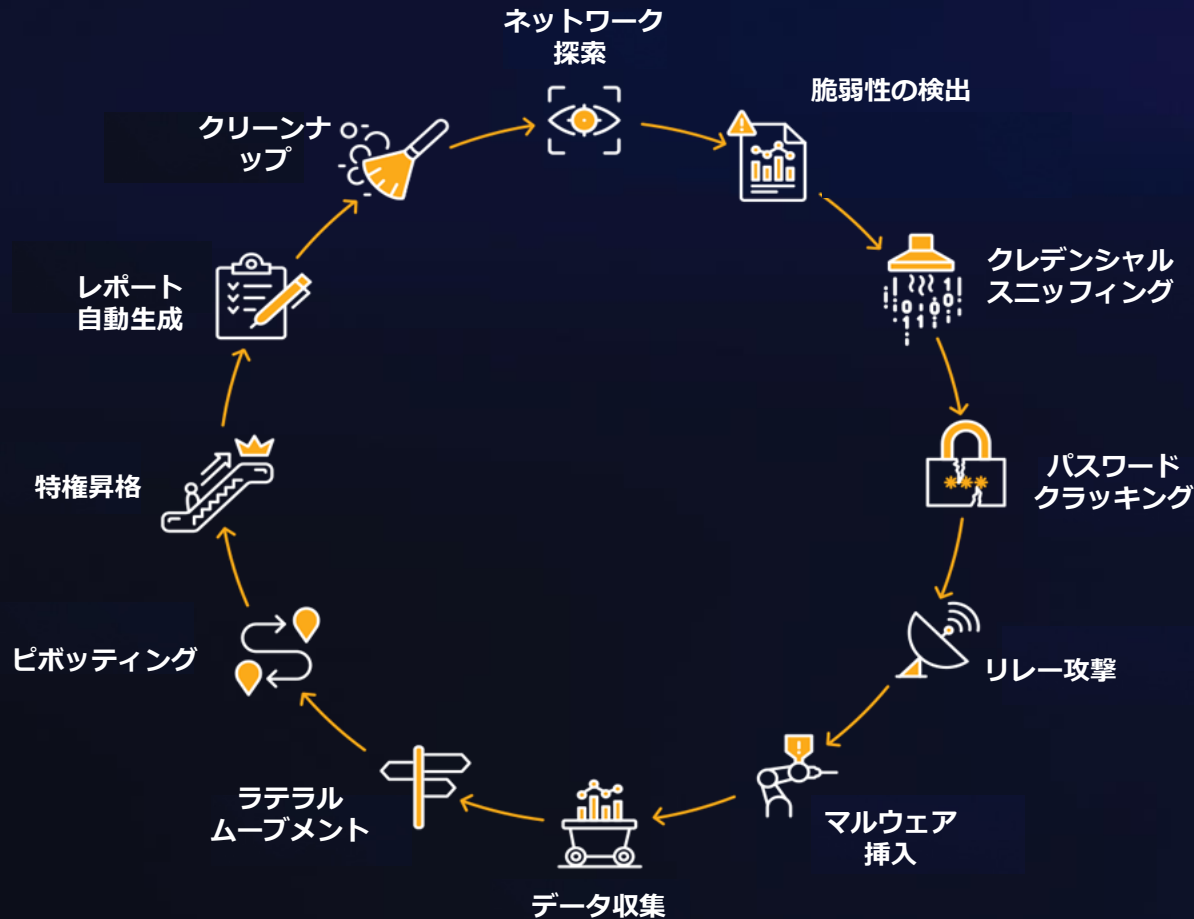 ネットワーク
探索
脆弱性の検出
クレデンシャル
スニッフィング
パスワード
クラッキング
***
リレー攻撃
マルウェア
挿入
データ収集
ラテラル
ムーブメント
ピボッティング
特権昇格
レポート
自動生成
クリーンナ
ップ